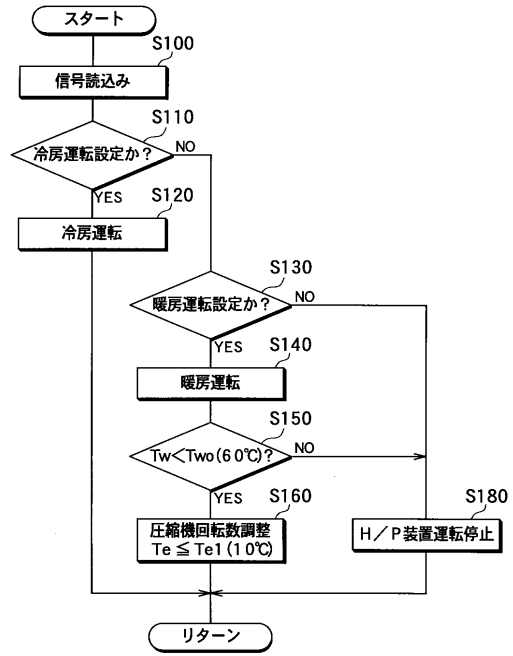 スタート
S100
信号読込み
S110
冷房運転設定か？
NO
YES
S120
冷房運転
S130
暖房運転設定か？
NO
YES
S140
暖房運転
S150
Tw＜Two(60℃)？
NO
YES
S160
圧縮機回転数調整
Te≦Te1(10℃)
S180
H／P装置運転停止
リターン